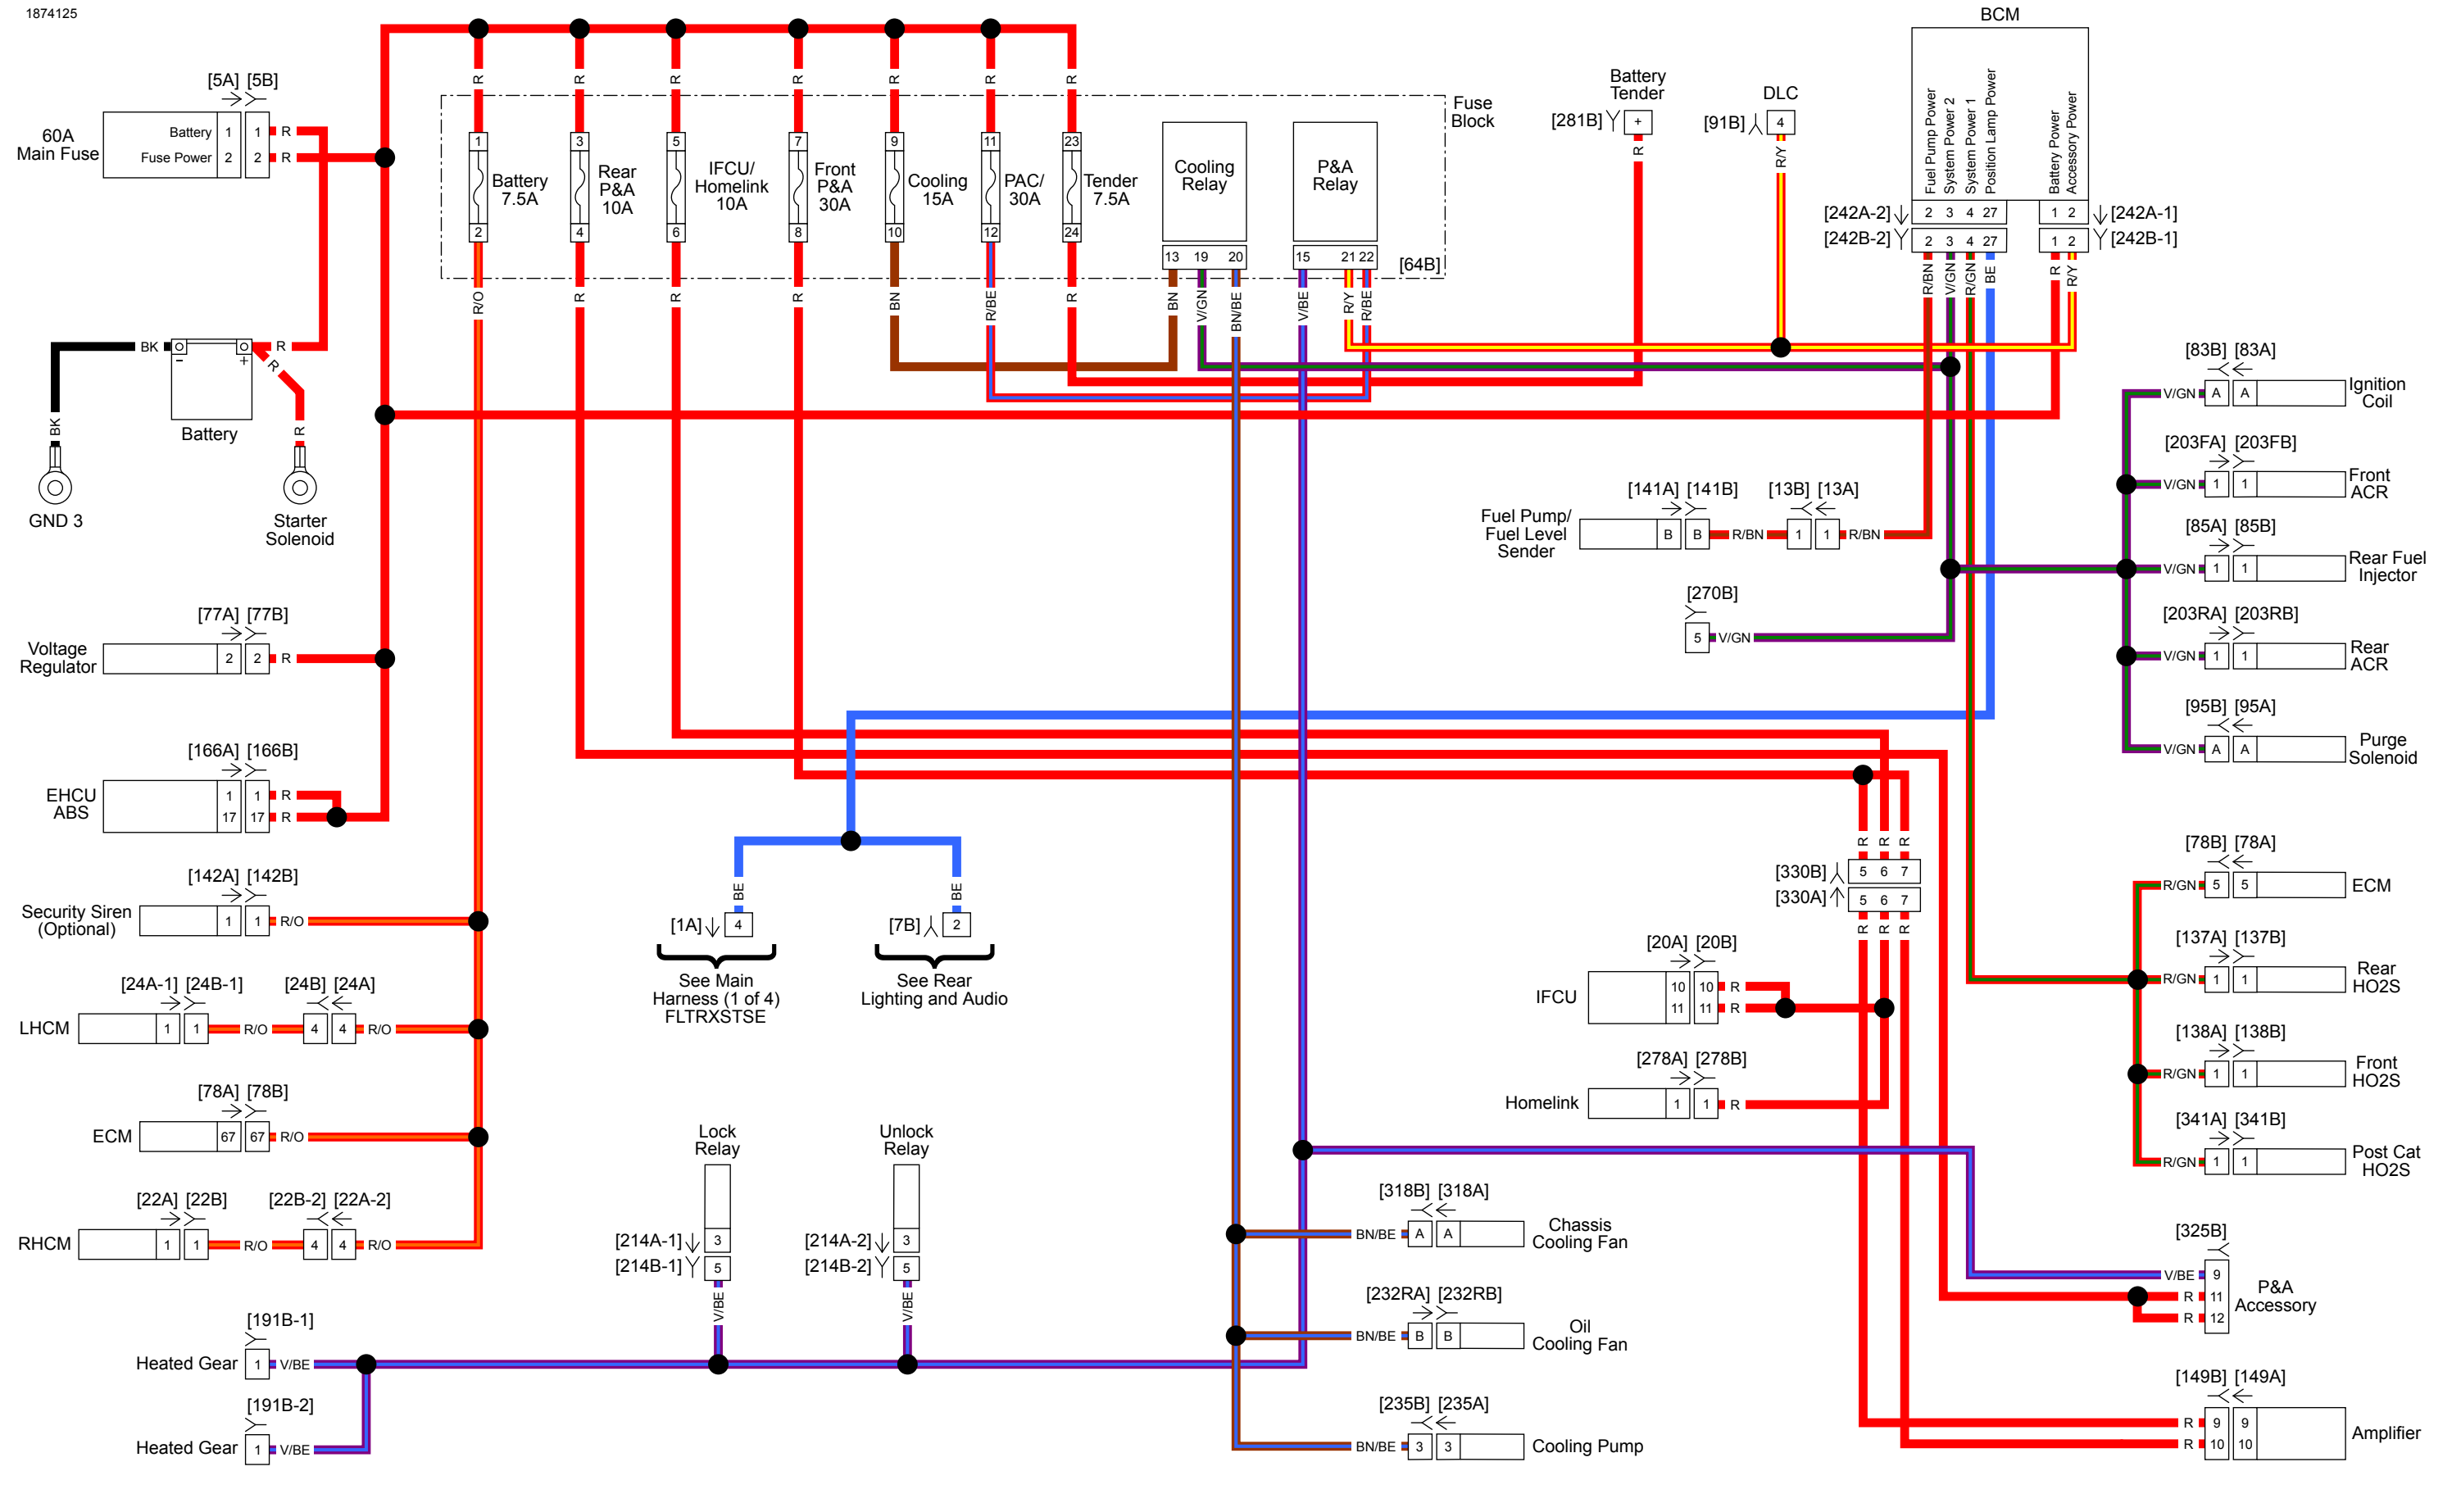 1874125
BCM
[5A] [5B]
60A
Main Fuse
Battery 1 1 R
Fuse Power 2 2 R
R R R R R R R
Fuse
Block
1 3 5 7 9 11 23
Battery
7.5A
Rear
P&A
10A
IFCU/
Homelink
10A
Front
P&A
30A
Cooling
15A
PAC/
30A
Tender
7.5A
2 4 6 8 10 12 24
Cooling
Relay
P&A
Relay
13 19 20 15 21 22
[64B]
R/O R R R BN R/BE R BN V/GN BN/BE V/BE R/Y R/BE
Battery
Tender
[281B] +
R
DLC
[91B] 4
R/Y
Fuel Pump Power
System Power 2
System Power 1
Position Lamp Power
Battery Power
Accessory Power
[242A-2] 2 3 4 27 1 2 [242A-1]
[242B-2] 2 3 4 27 1 2 [242B-1]
R/BN V/GN R/GN BE R R/Y
BK - + R
R
BK
R
Battery
GND 3
Starter
Solenoid
[83B] [83A]
V/GN A A
Ignition
Coil
[203FA] [203FB]
V/GN 1 1
Front
ACR
[85A] [85B]
V/GN 1 1
Rear Fuel
Injector
[203RA] [203RB]
V/GN 1 1
Rear
ACR
[95B] [95A]
V/GN A A
Purge
Solenoid
[141A] [141B] [13B] [13A]
Fuel Pump/
Fuel Level
Sender
B B R/BN 1 1 R/BN
[270B]
5 V/GN
[77A] [77B]
Voltage
Regulator
2 2 R
[166A] [166B]
EHCU
ABS
1 1 R
17 17 R
[142A] [142B]
Security Siren
(Optional)
1 1 R/O
[24A-1] [24B-1] [24B] [24A]
LHCM 1 1 R/O 4 4 R/O
[78A] [78B]
ECM 67 67 R/O
[22A] [22B] [22B-2] [22A-2]
RHCM 1 1 R/O 4 4 R/O
BE BE
[1A] 4
[7B] 2
See Main
Harness (1 of 4)
FLTRXSTSE
See Rear
Lighting and Audio
R R R
[330B] 5 6 7
[330A] 5 6 7
R R R
[20A] [20B]
IFCU
10 10 R
11 11 R
[278A] [278B]
Homelink 1 1 R
[78B] [78A]
R/GN 5 5 ECM
[137A] [137B]
R/GN 1 1
Rear
HO2S
[138A] [138B]
R/GN 1 1
Front
HO2S
[341A] [341B]
R/GN 1 1
Post Cat
HO2S
Lock
Relay
3
[214A-1]
[214B-1] 5
V/BE
Unlock
Relay
3
[214A-2]
[214B-2] 5
V/BE
[191B-1]
Heated Gear 1 V/BE
[191B-2]
Heated Gear 1 V/BE
[318B] [318A]
BN/BE A A
Chassis
Cooling Fan
[232RA] [232RB]
BN/BE B B
Oil
Cooling Fan
[235B] [235A]
BN/BE 3 3 Cooling Pump
[325B]
V/BE 9
R 11
R 12
P&A
Accessory
[149B] [149A]
R 9 9
R 10 10
Amplifier